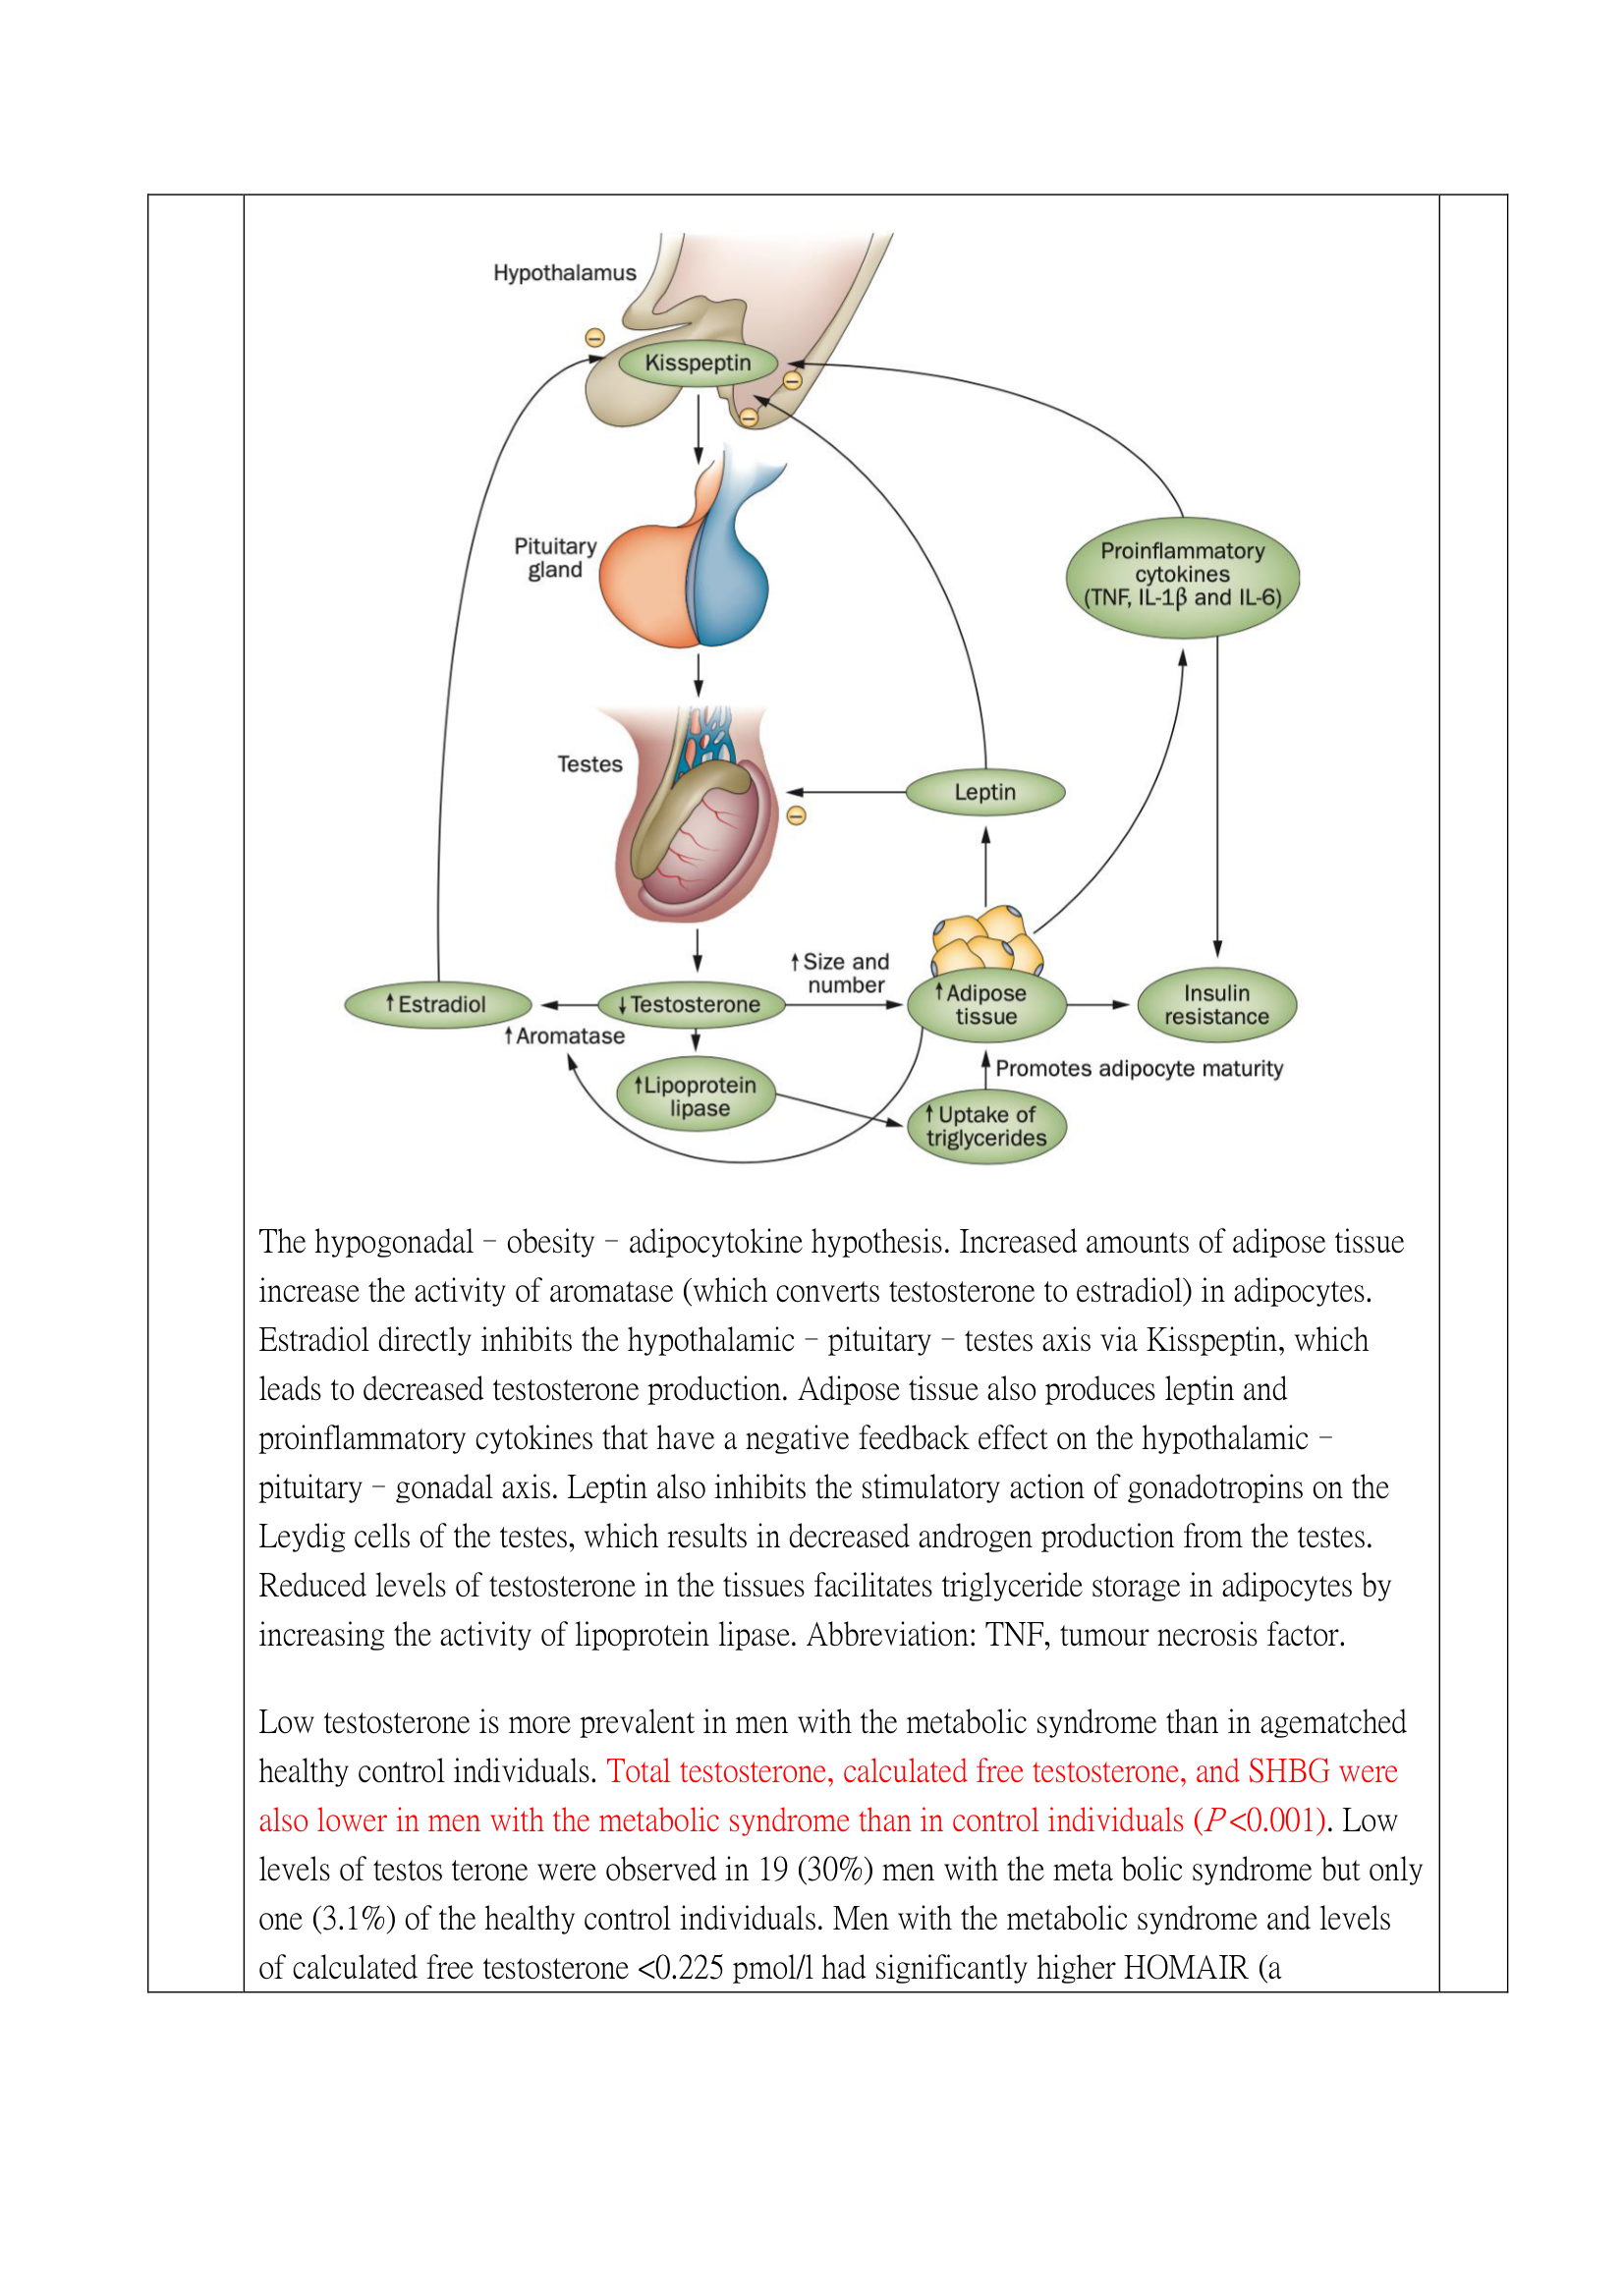 Hypothalamus
Kisspeptin
Pituitary
gland
Proinflammatory
cytokines
(TNF, IL-1β and IL-6)
Testes
Leptin
↑Size and
number
↑Estradiol
↓Testosterone
↑Adipose
tissue
Insulin
resistance
↑Aromatase
↑Lipoprotein
lipase
Promotes adipocyte maturity
↑Uptake of
triglycerides
The hypogonadal – obesity – adipocytokine hypothesis. Increased amounts of adipose tissue
increase the activity of aromatase (which converts testosterone to estradiol) in adipocytes.
Estradiol directly inhibits the hypothalamic – pituitary – testes axis via Kisspeptin, which
leads to decreased testosterone production. Adipose tissue also produces leptin and
proinflammatory cytokines that have a negative feedback effect on the hypothalamic –
pituitary – gonadal axis. Leptin also inhibits the stimulatory action of gonadotropins on the
Leydig cells of the testes, which results in decreased androgen production from the testes.
Reduced levels of testosterone in the tissues facilitates triglyceride storage in adipocytes by
increasing the activity of lipoprotein lipase. Abbreviation: TNF, tumour necrosis factor.
Low testosterone is more prevalent in men with the metabolic syndrome than in agematched
healthy control individuals. Total testosterone, calculated free testosterone, and SHBG were
also lower in men with the metabolic syndrome than in control individuals (P<0.001). Low
levels of testos terone were observed in 19 (30%) men with the meta bolic syndrome but only
one (3.1%) of the healthy control individuals. Men with the metabolic syndrome and levels
of calculated free testosterone <0.225 pmol/l had significantly higher HOMAIR (a